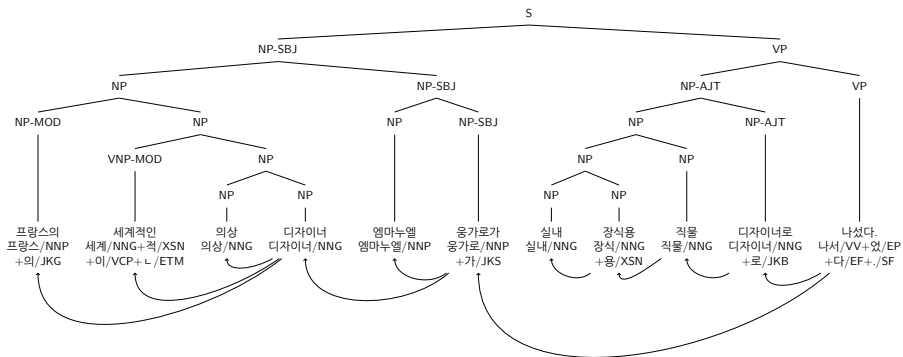 S
NP-SBJ VP
NP NP-SBJ NP-AJT VP
NP-MOD NP NP NP-SBJ NP NP-AJT
VNP-MOD NP NP NP
NP NP NP NP
프랑스의 세계적인 의상 디자이너 엠마누엘 웅가로가 실내 장식용 직물 디자이너로 나섰다.
프랑스/NNP 세계/NNG+적/XSN 의상/NNG 디자이너/NNG 엠마누엘/NNP 웅가로/NNP 실내/NNG 장식/NNG 직물/NNG 디자이너/NNG 나서/VV+었/EP
+의/JKG +이/VCP+ㄴ/ETM +가/JKS +용/XSN +로/JKB +다/EF+./SF